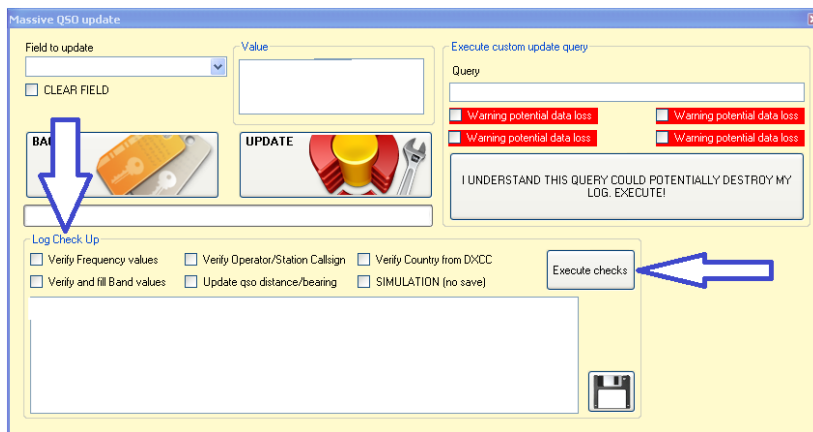 Massive QSO update
Field to update
CLEAR FIELD
Value
UPDATE
Execute custom update query
Query
Warning potential data loss
Warning potential data loss
Warning potential data loss
Warning potential data loss
I UNDERSTAND THIS QUERY COULD POTENTIALLY DESTROY MY
LOG. EXECUTE!
Log Check Up
Verify Frequency values
Verify Operator/Station Callsign
Verify Country from DXCC
Verify and fill Band values
Update qso distance/bearing
SIMULATION (no save)
Execute checks